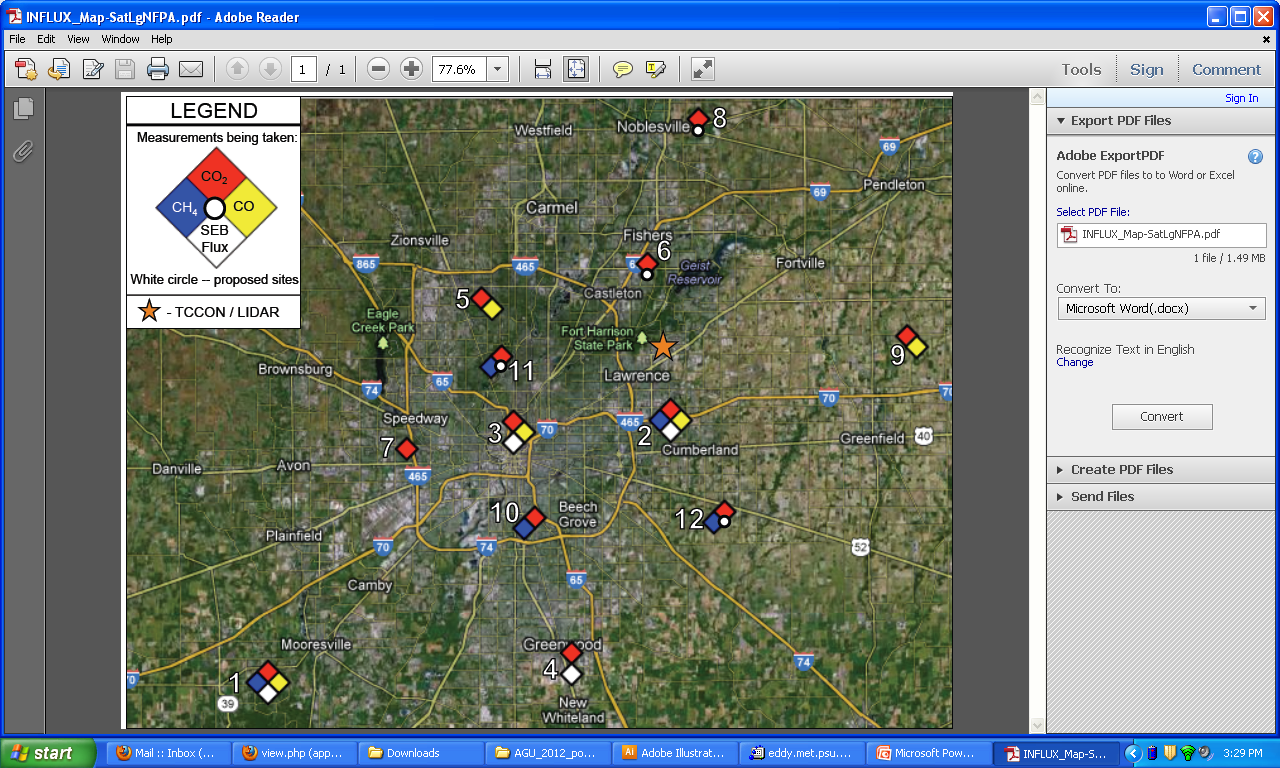 INFLUX_Map-SatLgNFPA.pdf - Adobe Reader
File Edit View Window Help
1 / 1 77.6% Tools Sign Comment
Sign In
Export PDF Files
Adobe ExportPDF
Convert PDF files to to Word or Excel
online.
Select PDF File:
INFLUX_Map-SatLgNFPA.pdf
1 file / 1.49 MB
Convert To:
Microsoft Word(.docx)
Recognize Text in English
Change
Convert
Create PDF Files
Send Files
LEGEND
Measurements being taken:
CO2
CH4 CO
SEB
Flux
White circle -- proposed sites
- TCCON / LIDAR
8
Westfield Noblesville
69
69 Pendleton
Carmel
Zionsville Fishers
6
865 465 Geist
Reservoir
Fortville
Castleton
5
Eagle
Creek Park
Fort Harrison
State Park
9
11
Brownsburg Lawrence
74 65 70
Speedway
3 70 465 2
7 Cumberland Greenfield 40
Danville Avon 465
10 Beech
Grove
12
Plainfield 70 74 52
Camby 65
Mooresville Greenwood
74
1 4
39
New
Whiteland
start Mail :: Inbox (... view.php (app... Downloads AGU_2012_po... Adobe Illustrat... eddy.met.psu.... Microsoft Pow... INFLUX_Map-S... 3:29 PM